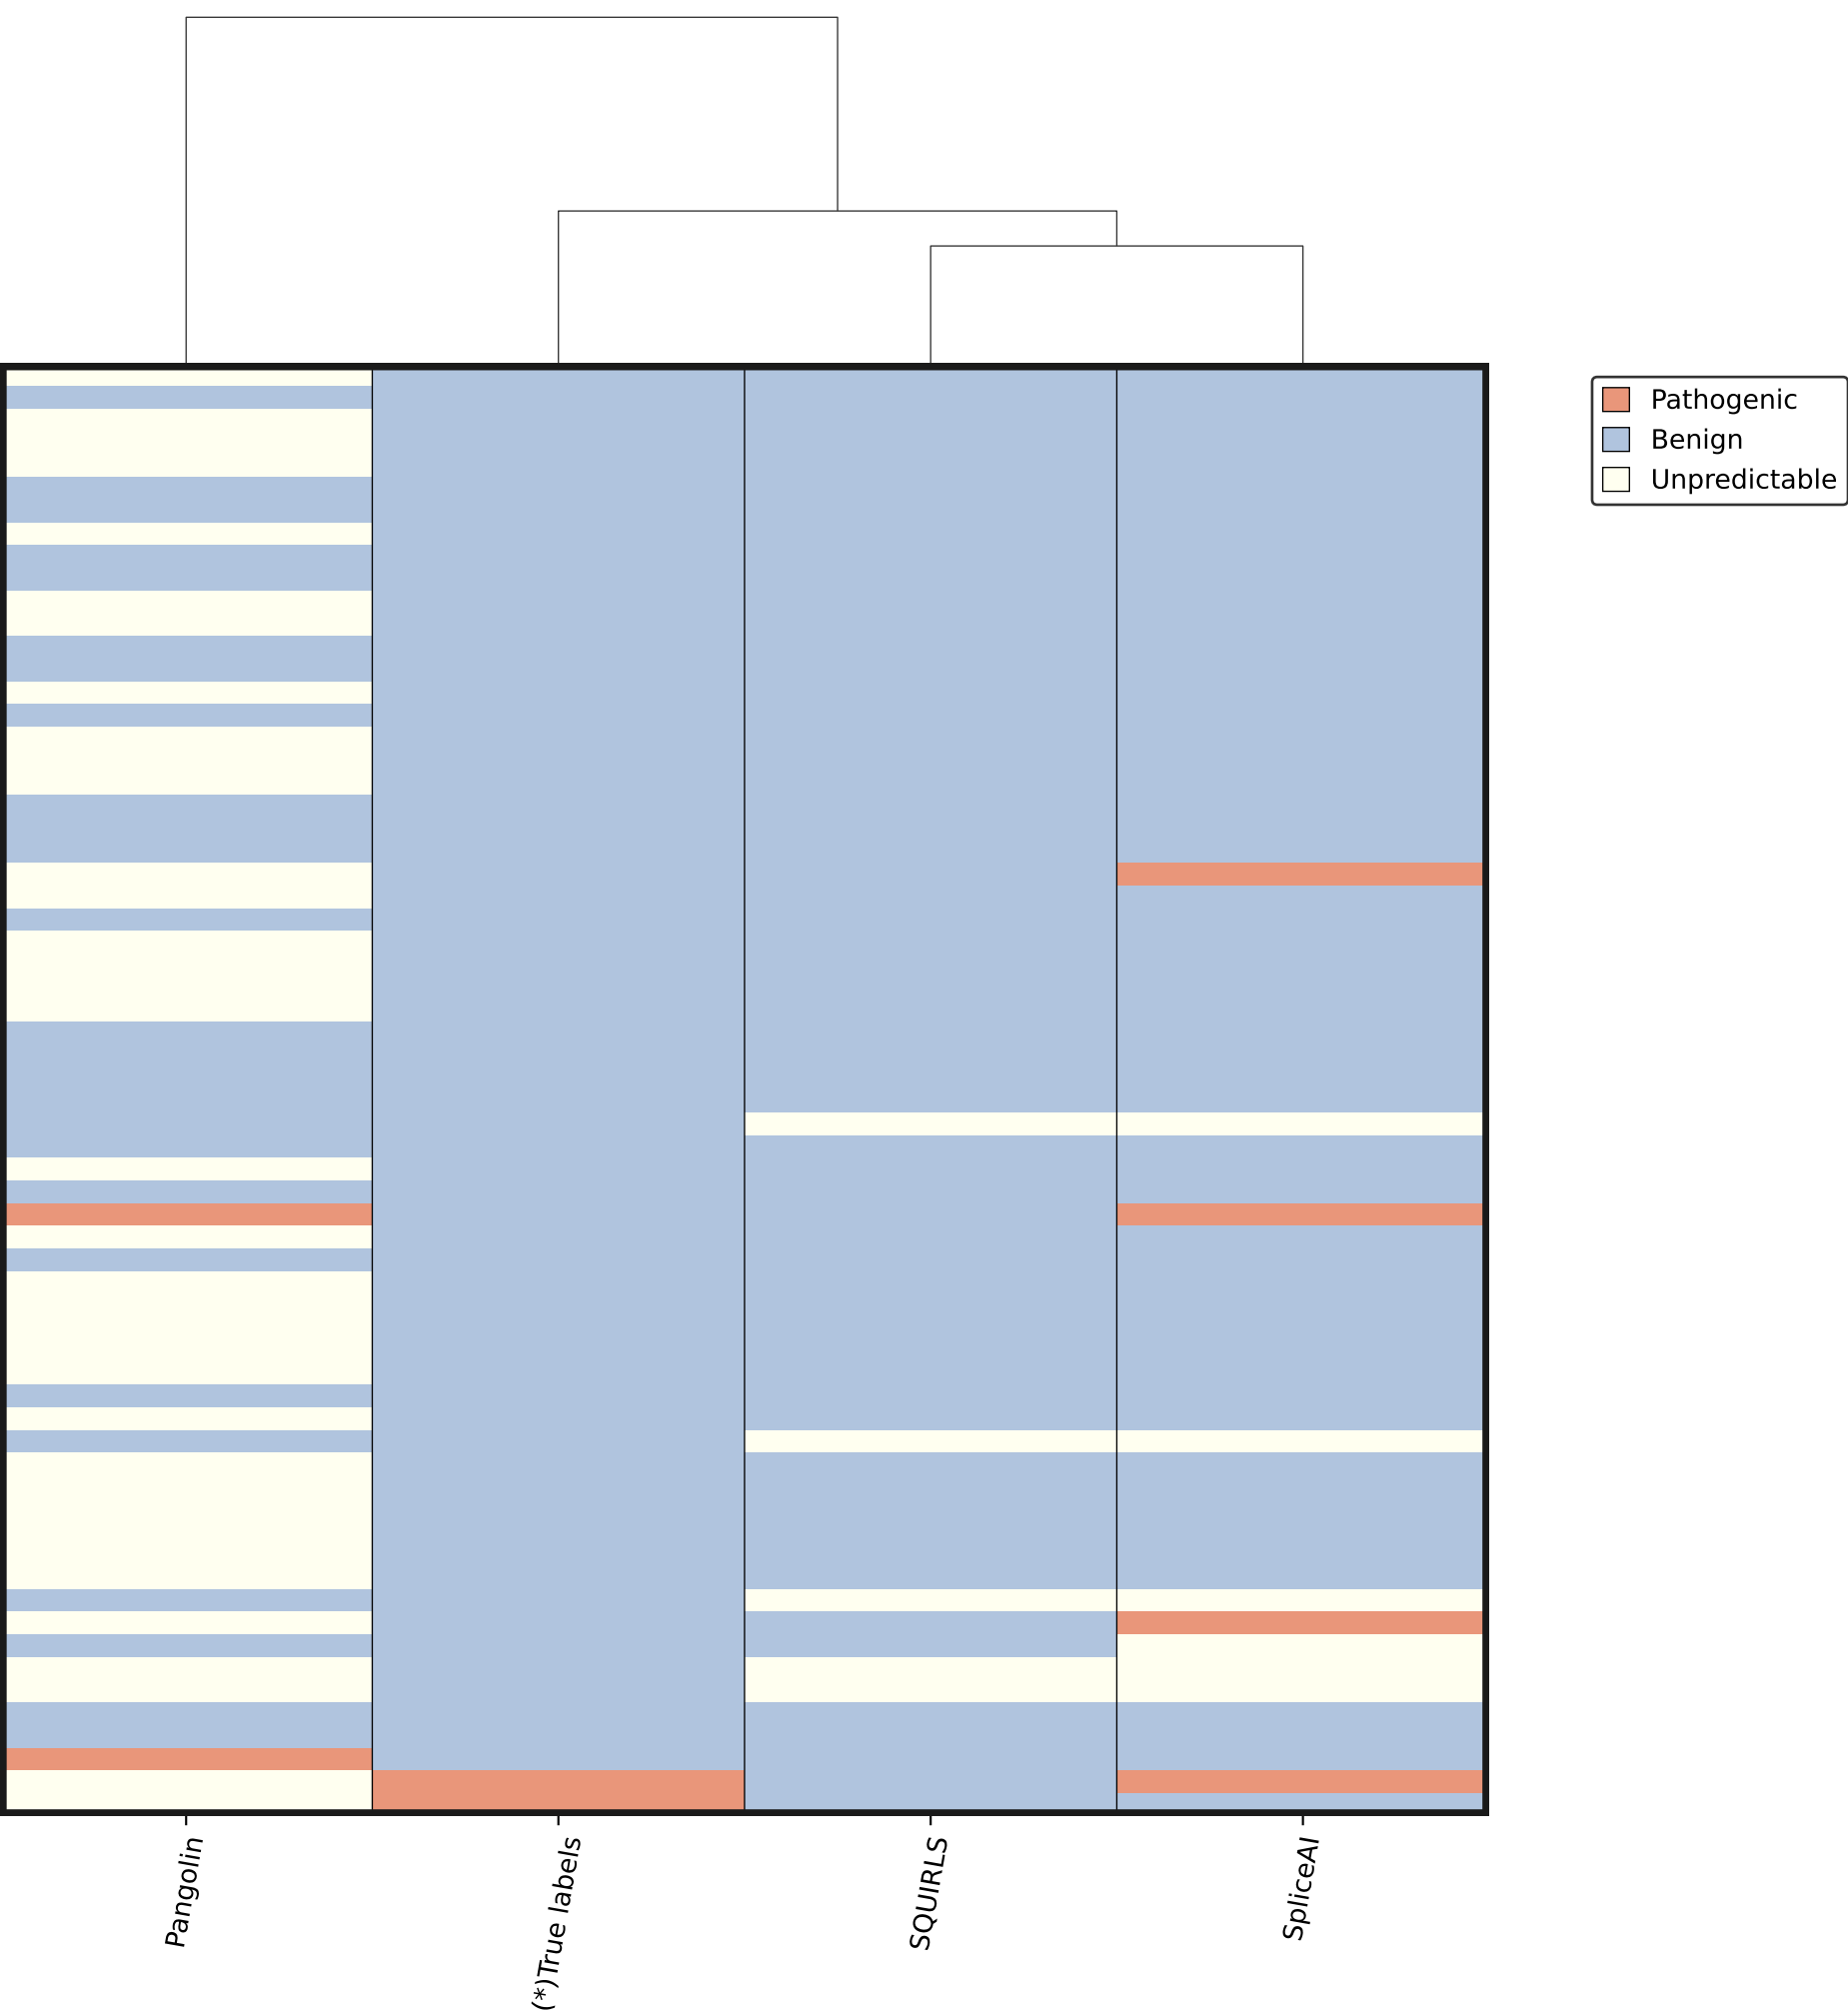 Pathogenic
Benign
Unpredictable
Pangolin
(*)True labels
SQUIRLS
SpliceAI